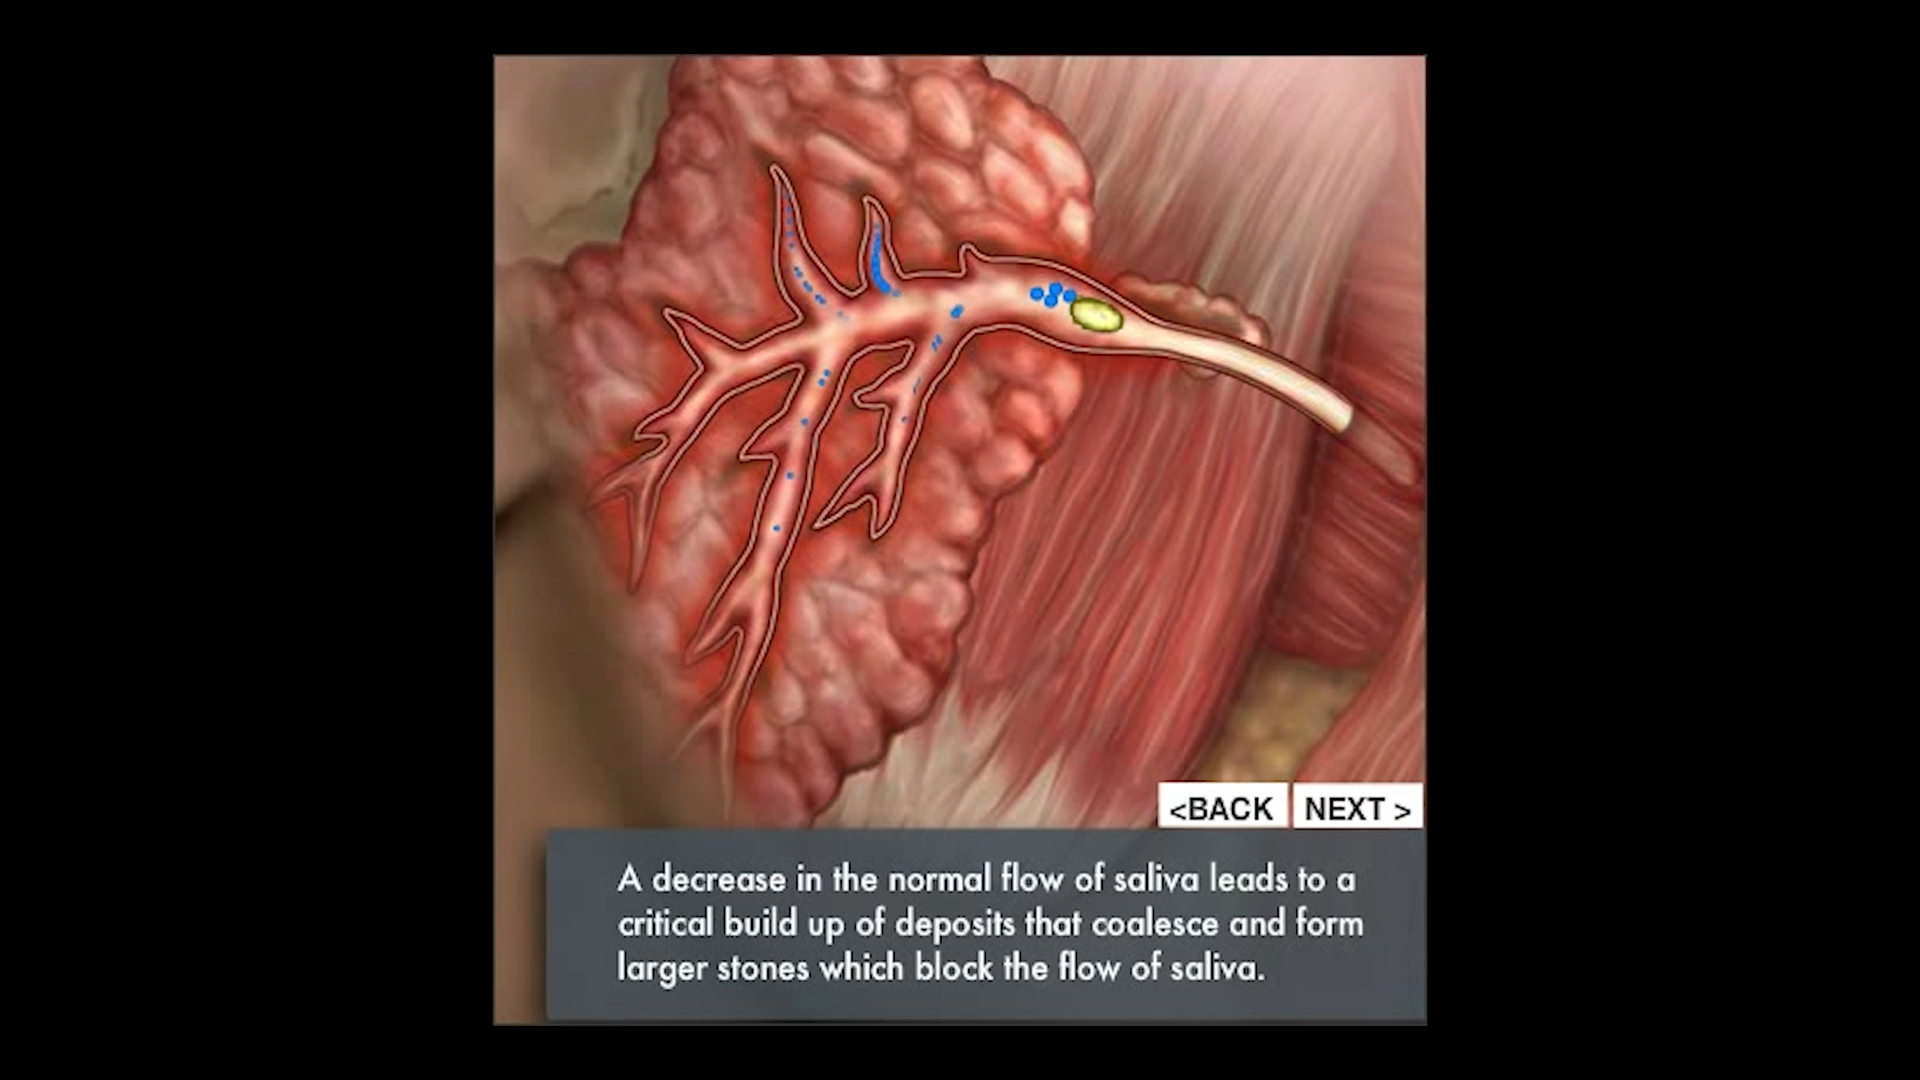 <BACK NEXT >
A decrease in the normal flow of saliva leads to a
critical build up of deposits that coalesce and form
larger stones which block the flow of saliva.